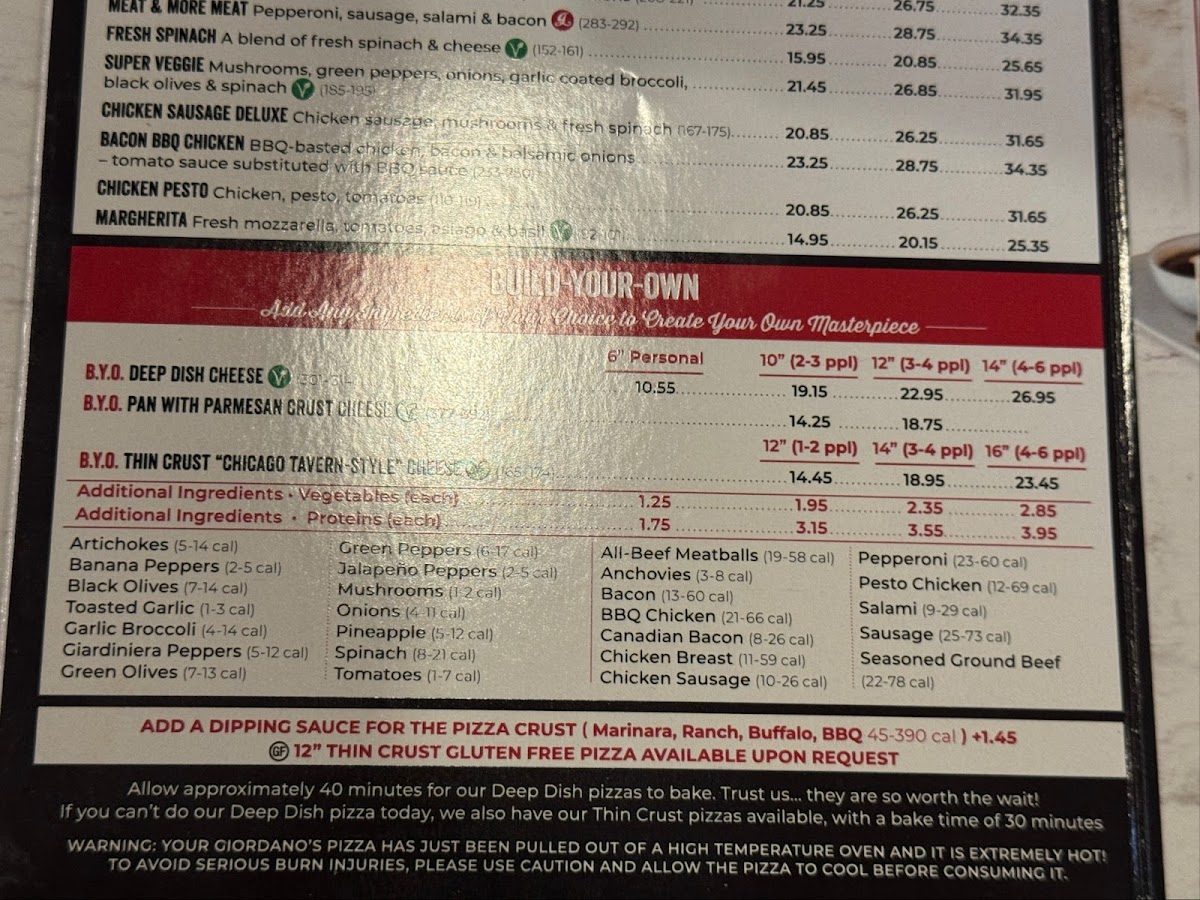 21.25 26.75 32.35
MEAT & MORE MEAT Pepperoni, sausage, salami & bacon (283-292) 23.25 28.75 34.35
FRESH SPINACH A blend of fresh spinach & cheese V (152-161) 15.95 20.85 25.65
SUPER VEGGIE Mushrooms, green peppers, onions, garlic coated broccoli,
black olives & spinach V (185-195) 21.45 26.85 31.95
CHICKEN SAUSAGE DELUXE Chicken sausage, mushrooms & fresh spinach (167-175) 20.85 26.25 31.65
BACON BBQ CHICKEN BBQ-basted chicken, bacon & balsamic onions
– tomato sauce substituted with BBQ sauce 23.25 28.75 34.35
CHICKEN PESTO Chicken, pesto, tomatoes (110-119) 20.85 26.25 31.65
MARGHERITA Fresh mozzarella, tomatoes, asiago & basil V 14.95 20.15 25.35
BUILD-YOUR-OWN
Add Any Ingredients of Your Choice to Create Your Own Masterpiece
6” Personal 10” (2-3 ppl) 12” (3-4 ppl) 14” (4-6 ppl)
B.Y.O. DEEP DISH CHEESE V 10.55 19.15 22.95 26.95
B.Y.O. PAN WITH PARMESAN CRUST CHEESE V 14.25 18.75
12” (1-2 ppl) 14” (3-4 ppl) 16” (4-6 ppl)
B.Y.O. THIN CRUST “CHICAGO TAVERN-STYLE” CHEESE V 14.45 18.95 23.45
Additional Ingredients • Vegetables (each) 1.25 1.95 2.35 2.85
Additional Ingredients • Proteins (each) 1.75 3.15 3.55 3.95
Artichokes (5-14 cal)
Banana Peppers (2-5 cal)
Black Olives (7-14 cal)
Toasted Garlic (1-3 cal)
Garlic Broccoli (4-14 cal)
Giardiniera Peppers (5-12 cal)
Green Olives (7-13 cal)
Green Peppers (6-17 cal)
Jalapeño Peppers (2-5 cal)
Mushrooms (1-2 cal)
Onions (4-11 cal)
Pineapple (5-12 cal)
Spinach (8-21 cal)
Tomatoes (1-7 cal)
All-Beef Meatballs (19-58 cal)
Anchovies (3-8 cal)
Bacon (13-60 cal)
BBQ Chicken (21-66 cal)
Canadian Bacon (8-26 cal)
Chicken Breast (11-59 cal)
Chicken Sausage (10-26 cal)
Pepperoni (23-60 cal)
Pesto Chicken (12-69 cal)
Salami (9-29 cal)
Sausage (25-73 cal)
Seasoned Ground Beef
(22-78 cal)
ADD A DIPPING SAUCE FOR THE PIZZA CRUST ( Marinara, Ranch, Buffalo, BBQ 45-390 cal ) +1.45
GF 12” THIN CRUST GLUTEN FREE PIZZA AVAILABLE UPON REQUEST
Allow approximately 40 minutes for our Deep Dish pizzas to bake. Trust us... they are so worth the wait!
If you can’t do our Deep Dish pizza today, we also have our Thin Crust pizzas available, with a bake time of 30 minutes
WARNING: YOUR GIORDANO’S PIZZA HAS JUST BEEN PULLED OUT OF A HIGH TEMPERATURE OVEN AND IT IS EXTREMELY HOT!
TO AVOID SERIOUS BURN INJURIES, PLEASE USE CAUTION AND ALLOW THE PIZZA TO COOL BEFORE CONSUMING IT.